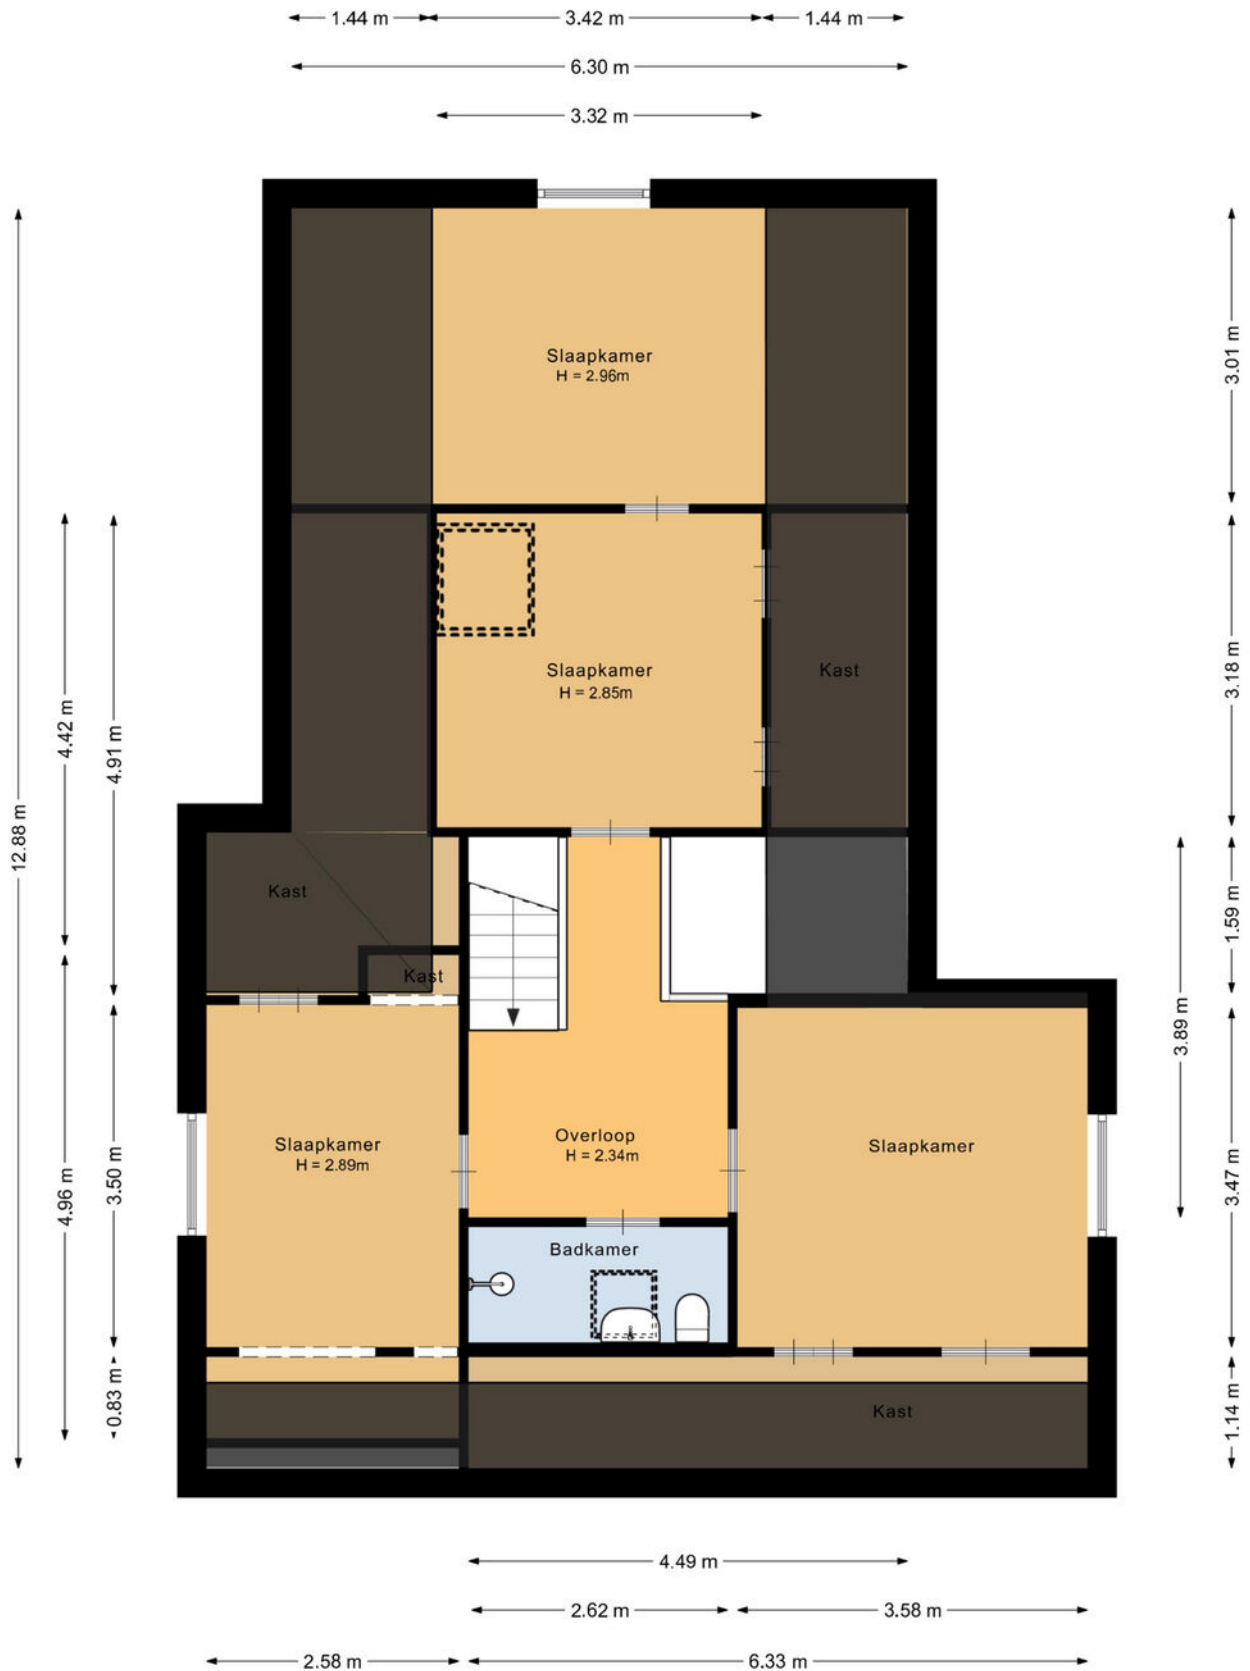 1.44 m
3.42 m
1.44 m
6.30 m
3.32 m
12.88 m
4.42 m
4.91 m
4.96 m
3.50 m
0.83 m
3.01 m
3.18 m
1.59 m
3.89 m
3.47 m
1.14 m
Slaapkamer
H = 2.96m
Slaapkamer
H = 2.85m
Kast
Kast
Kast
Slaapkamer
H = 2.89m
Overloop
H = 2.34m
Slaapkamer
Badkamer
Kast
4.49 m
2.62 m
3.58 m
2.58 m
6.33 m